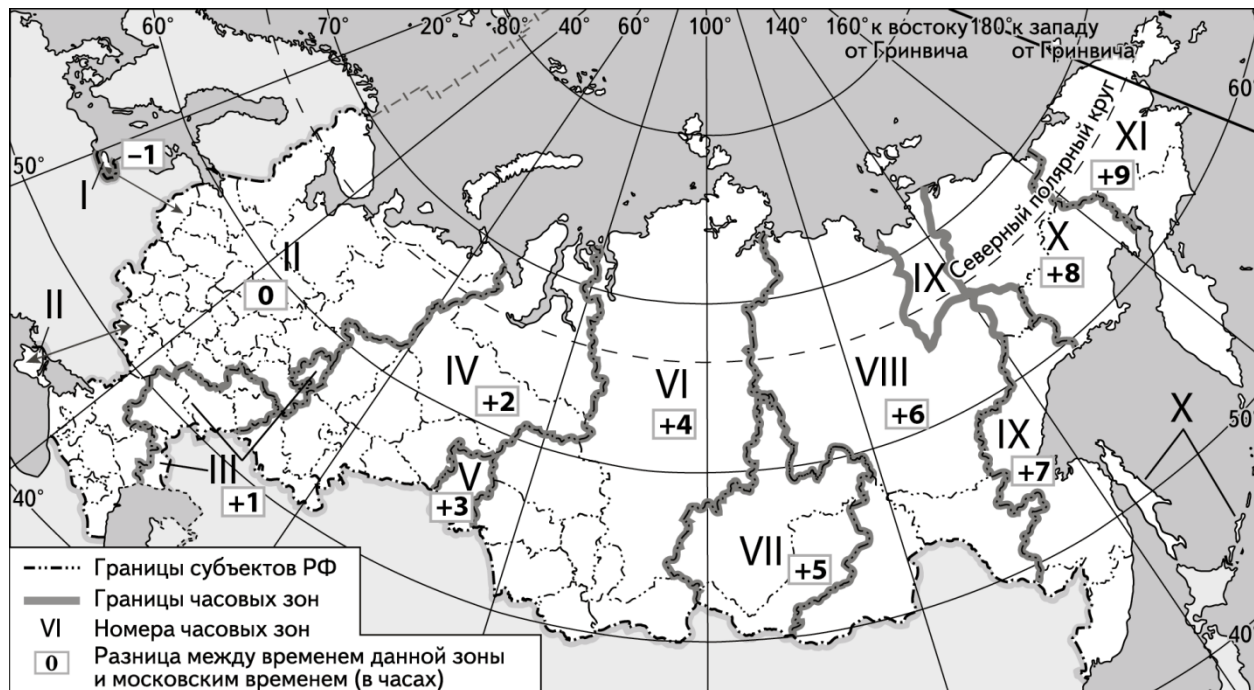 60° 70° 20° 40° 60° 80° 100° 120° 140° 160° к востоку от Гринвича 180° к западу от Гринвича
60°
50°
Северный полярный круг
–1
I
XI
+9
II
0
X
+8
IX
II
IV
+2
VI
+4
VIII
+6
X
50°
IX
+7
III
+1
V
+3
40°
VII
+5
40°
Границы субъектов РФ
Границы часовых зон
VI Номера часовых зон
0 Разница между временем данной зоны
и московским временем (в часах)